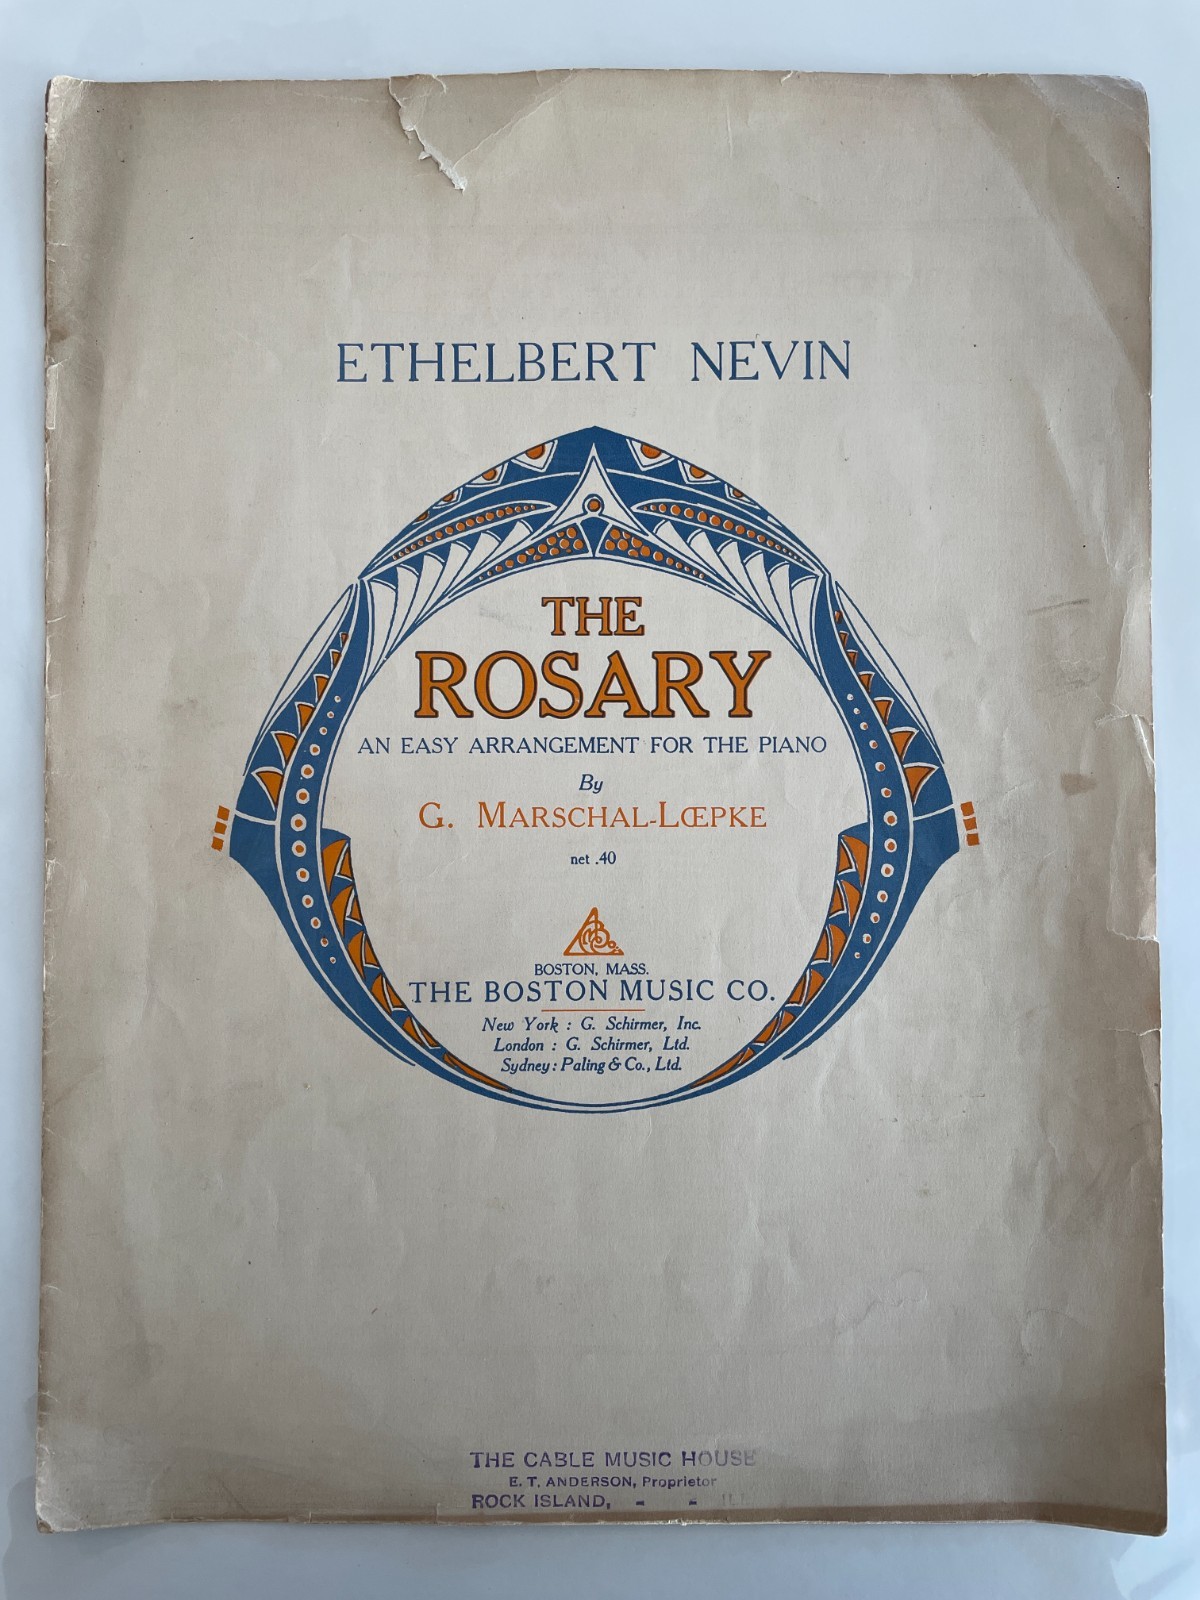 ETHELBERT NEVIN
THE
ROSARY
AN EASY ARRANGEMENT FOR THE PIANO
By
G. MARSCHAL-LŒPKE
net .40
BOSTON, MASS.
THE BOSTON MUSIC CO.
New York : G. Schirmer, Inc.
London : G. Schirmer, Ltd.
Sydney: Paling & Co., Ltd.
THE CABLE MUSIC HOUSE
E. T. ANDERSON, Proprietor
ROCK ISLAND, - - ILL